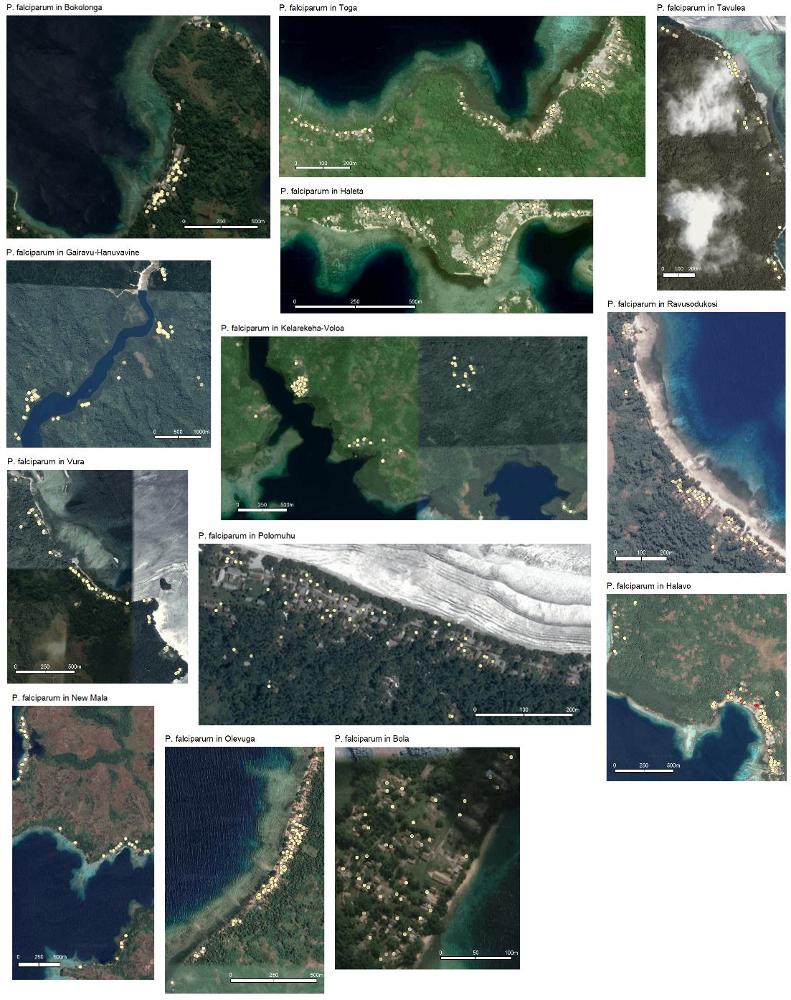 P. falciparum in Bokolonga
0 250 500m
P. falciparum in Toga
0 100 200m
P. falciparum in Tavulea
0 100 200m
P. falciparum in Haleta
0 250 500m
P. falciparum in Gairavu-Hanuvavine
0 500 1000m
P. falciparum in Kelarekeha-Voloa
0 250 500m
P. falciparum in Ravusodukosi
0 100 200m
P. falciparum in Vura
0 250 500m
P. falciparum in Polomuhu
0 100 200m
P. falciparum in Halavo
0 250 500m
P. falciparum in New Mala
0 250 500m
P. falciparum in Olevuga
0 250 500m
P. falciparum in Bola
0 50 100m